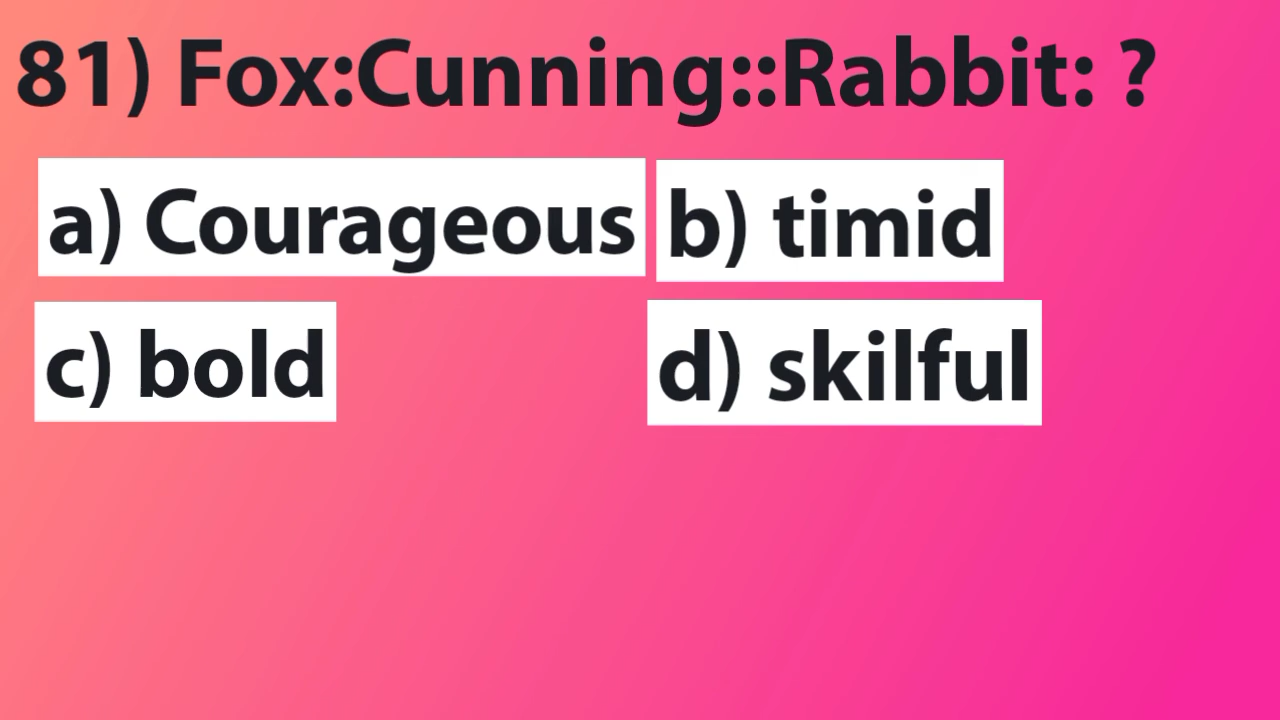 81) Fox:Cunning::Rabbit: ?
a) Courageous b) timid
c) bold d) skilful